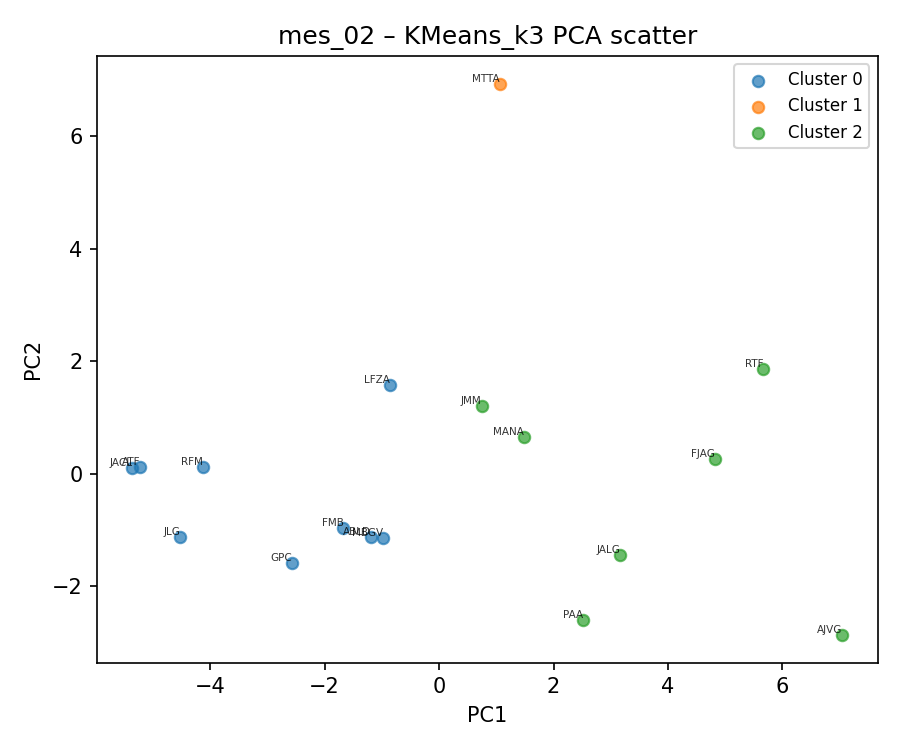 mes_02 – KMeans_k3 PCA scatter
MTTA
Cluster 0
Cluster 1
Cluster 2
6
4
2
0
−2
PC2
RTF
LFZA
JMM
MANA
FJAG
RFM
JLG
FMB
GPC
JALG
PAA
AJVG
−4
−2
0
2
4
6
PC1